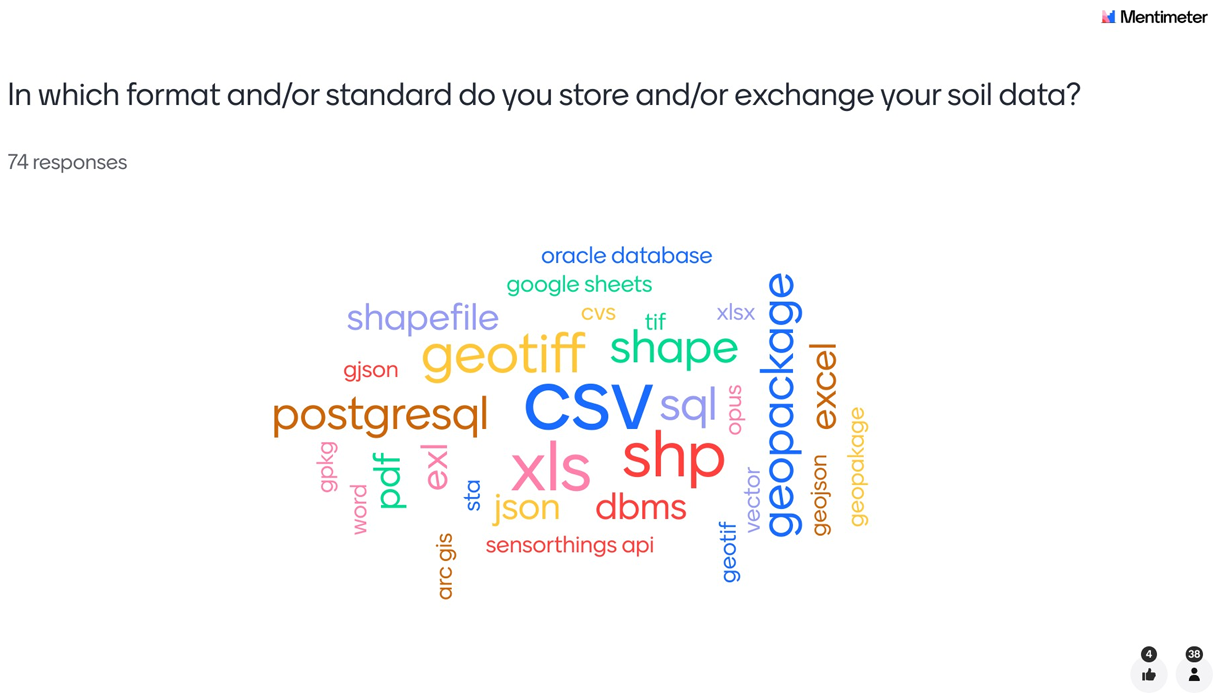 Mentimeter
In which format and/or standard do you store and/or exchange your soil data?
74 responses
oracle database
google sheets
shapefile
cvs
tif
xlsx
geotiff
shape
gjson
csv
sql
opus
geopackage
excel
postgresql
gpkg
word
pdf
exl
xls
shp
sta
json
dbms
vector
geojson
geopakage
arc gis
sensorthings api
geotif
4
38